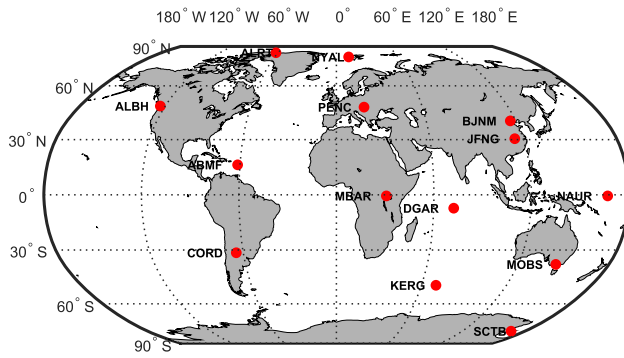 180° W 120° W 60° W 0° 60° E 120° E 180° E
90° N
ALRT
NYAL
60° N
ALBH
PENC
BJNM
30° N
JFNG
ABMF
0°
MBAR
DGAR
NAUR
30° S
CORD
MOBS
KERG
60° S
SCTB
90° S